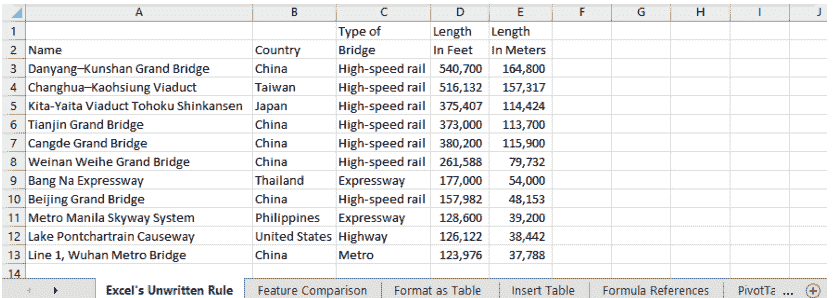 A B C D E F G H I J
1 Type of Length Length
2 Name Country Bridge In Feet In Meters
3 Danyang–Kunshan Grand Bridge China High-speed rail 540,700 164,800
4 Changhua–Kaohsiung Viaduct Taiwan High-speed rail 516,132 157,317
5 Kita-Yaita Viaduct Tohoku Shinkansen Japan High-speed rail 375,407 114,424
6 Tianjin Grand Bridge China High-speed rail 373,000 113,700
7 Cangde Grand Bridge China High-speed rail 380,200 115,900
8 Weinan Weihe Grand Bridge China High-speed rail 261,588 79,732
9 Bang Na Expressway Thailand Expressway 177,000 54,000
10 Beijing Grand Bridge China High-speed rail 157,982 48,153
11 Metro Manila Skyway System Philippines Expressway 128,600 39,200
12 Lake Pontchartrain Causeway United States Highway 126,122 38,442
13 Line 1, Wuhan Metro Bridge China Metro 123,976 37,788
14
Excel's Unwritten Rule Feature Comparison Format as Table Insert Table Formula References PivotTa ...